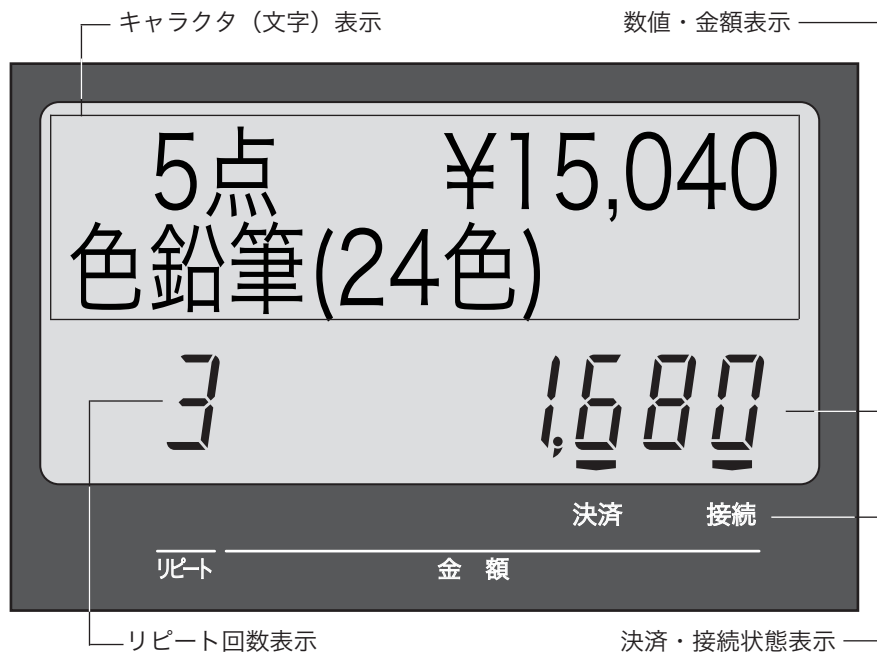 キャラクタ（文字）表示
数値・金額表示
5点 ¥15,040
色鉛筆(24色)
3 1,680
決済 接続
リピート 金 額
リピート回数表示
決済・接続状態表示